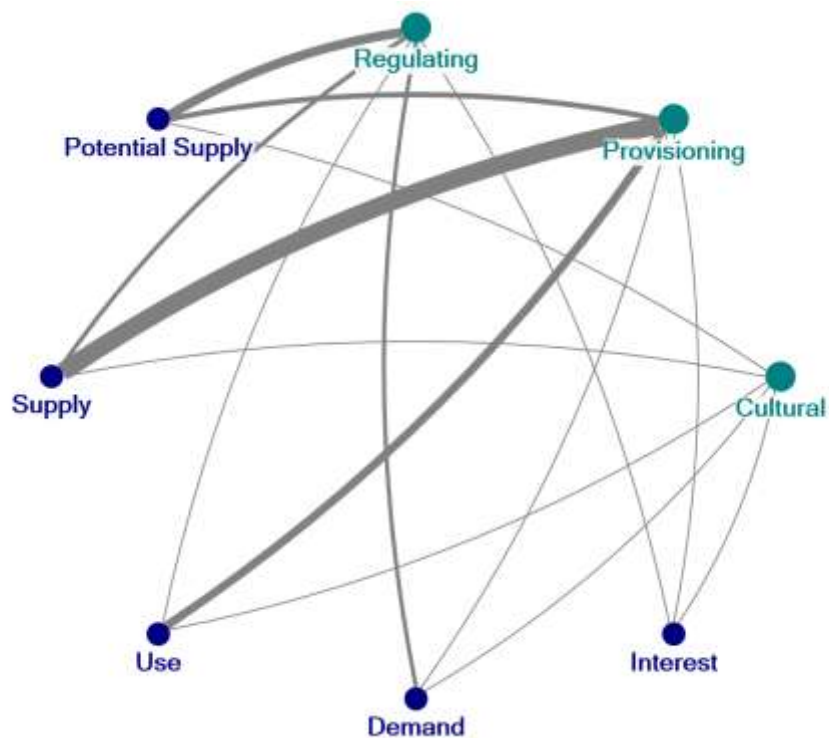 Regulating
Potential Supply
Provisioning
Supply
Cultural
Use
Interest
Demand